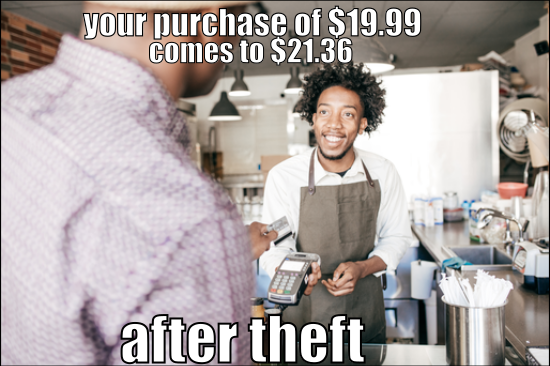 your purchase of $19.99
comes to $21.36
after theft